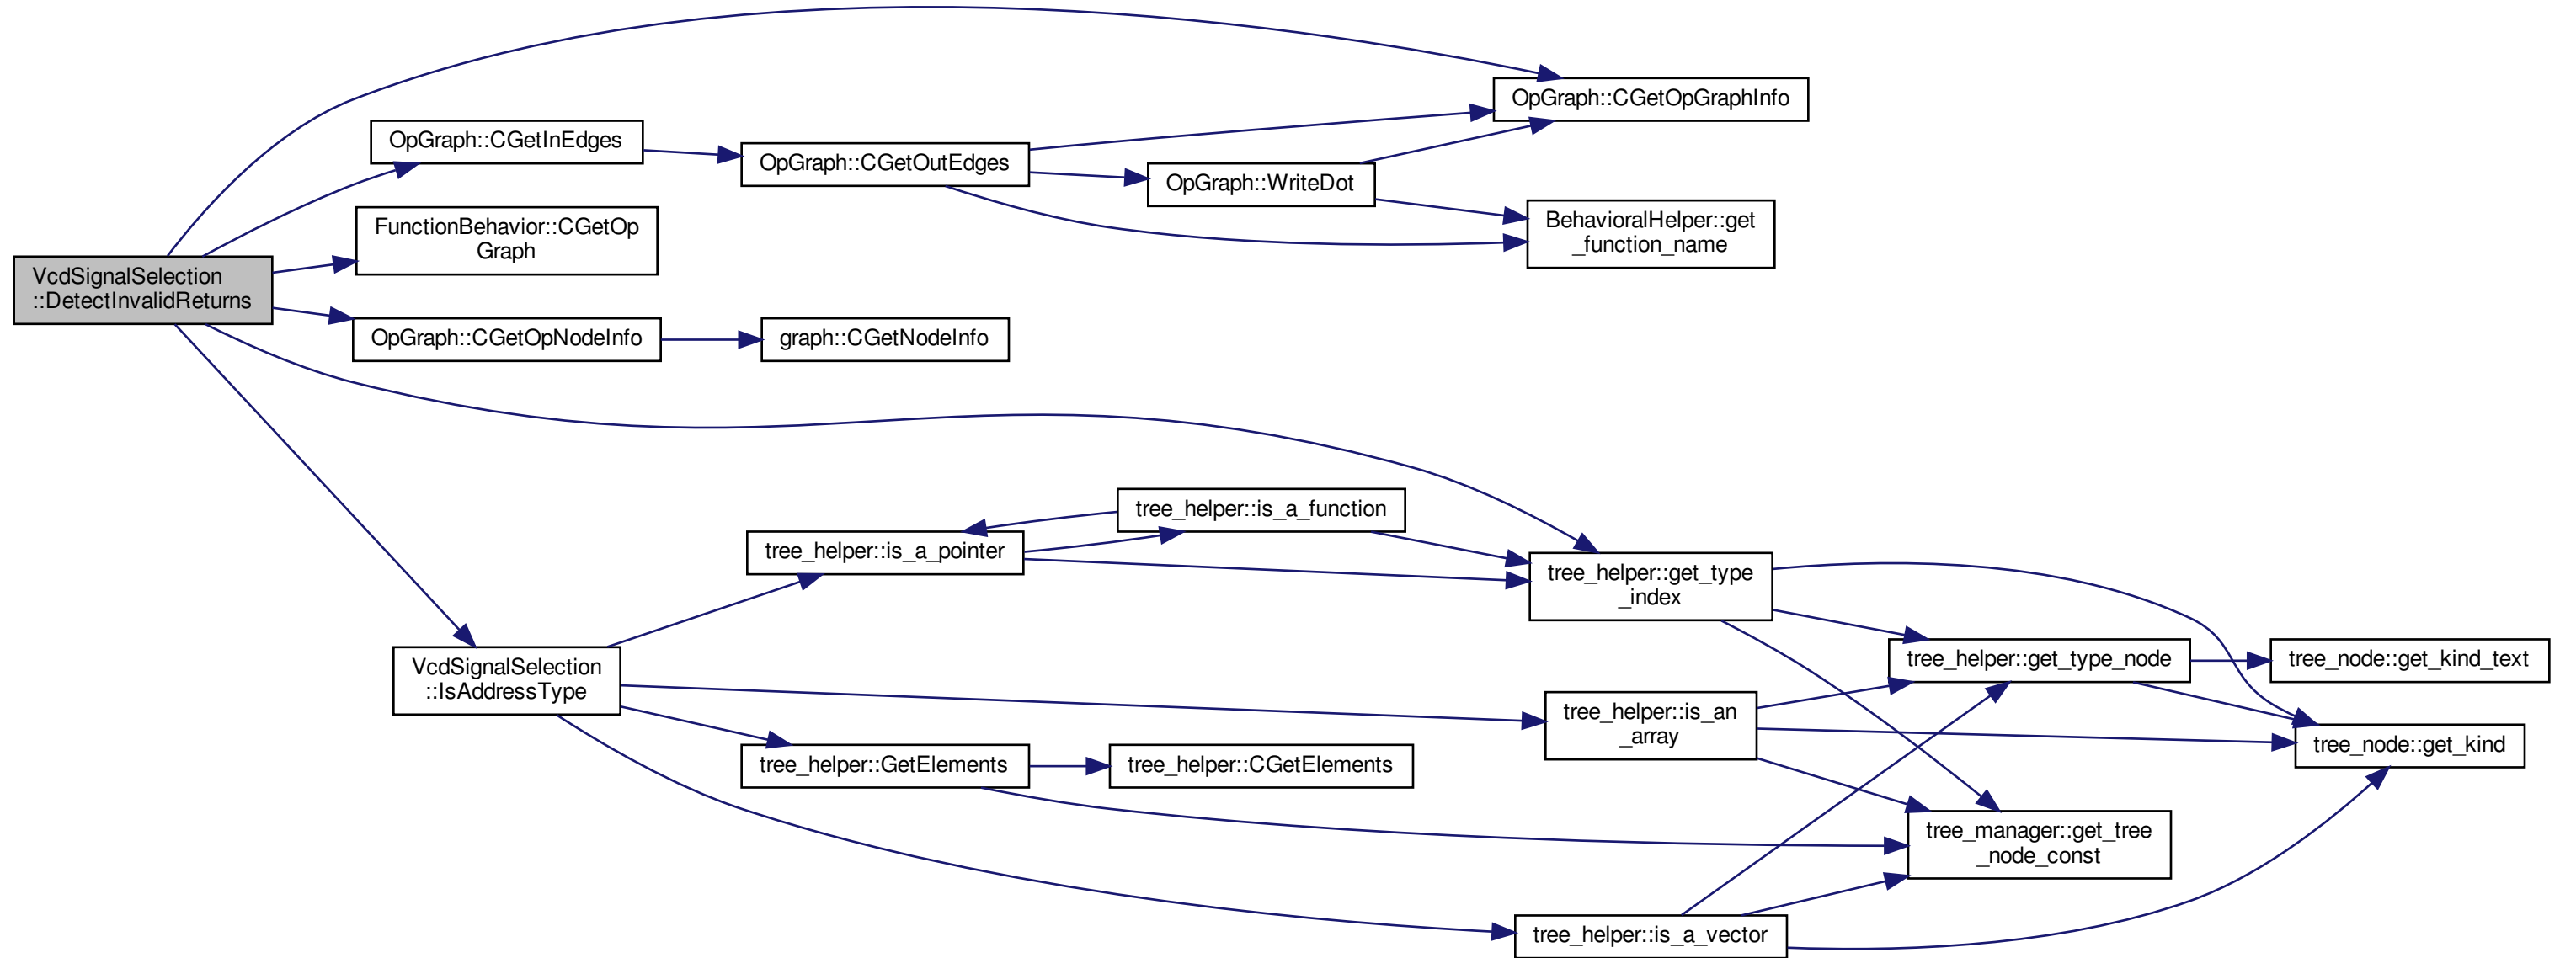 OpGraph::CGetOpGraphInfo
OpGraph::CGetInEdges
OpGraph::CGetOutEdges
OpGraph::WriteDot
FunctionBehavior::CGetOp
Graph
BehavioralHelper::get
_function_name
VcdSignalSelection
::DetectInvalidReturns
OpGraph::CGetOpNodeInfo
graph::CGetNodeInfo
tree_helper::is_a_function
tree_helper::is_a_pointer
tree_helper::get_type
_index
VcdSignalSelection
::IsAddressType
tree_helper::get_type_node
tree_node::get_kind_text
tree_helper::is_an
_array
tree_helper::GetElements
tree_helper::CGetElements
tree_node::get_kind
tree_manager::get_tree
_node_const
tree_helper::is_a_vector